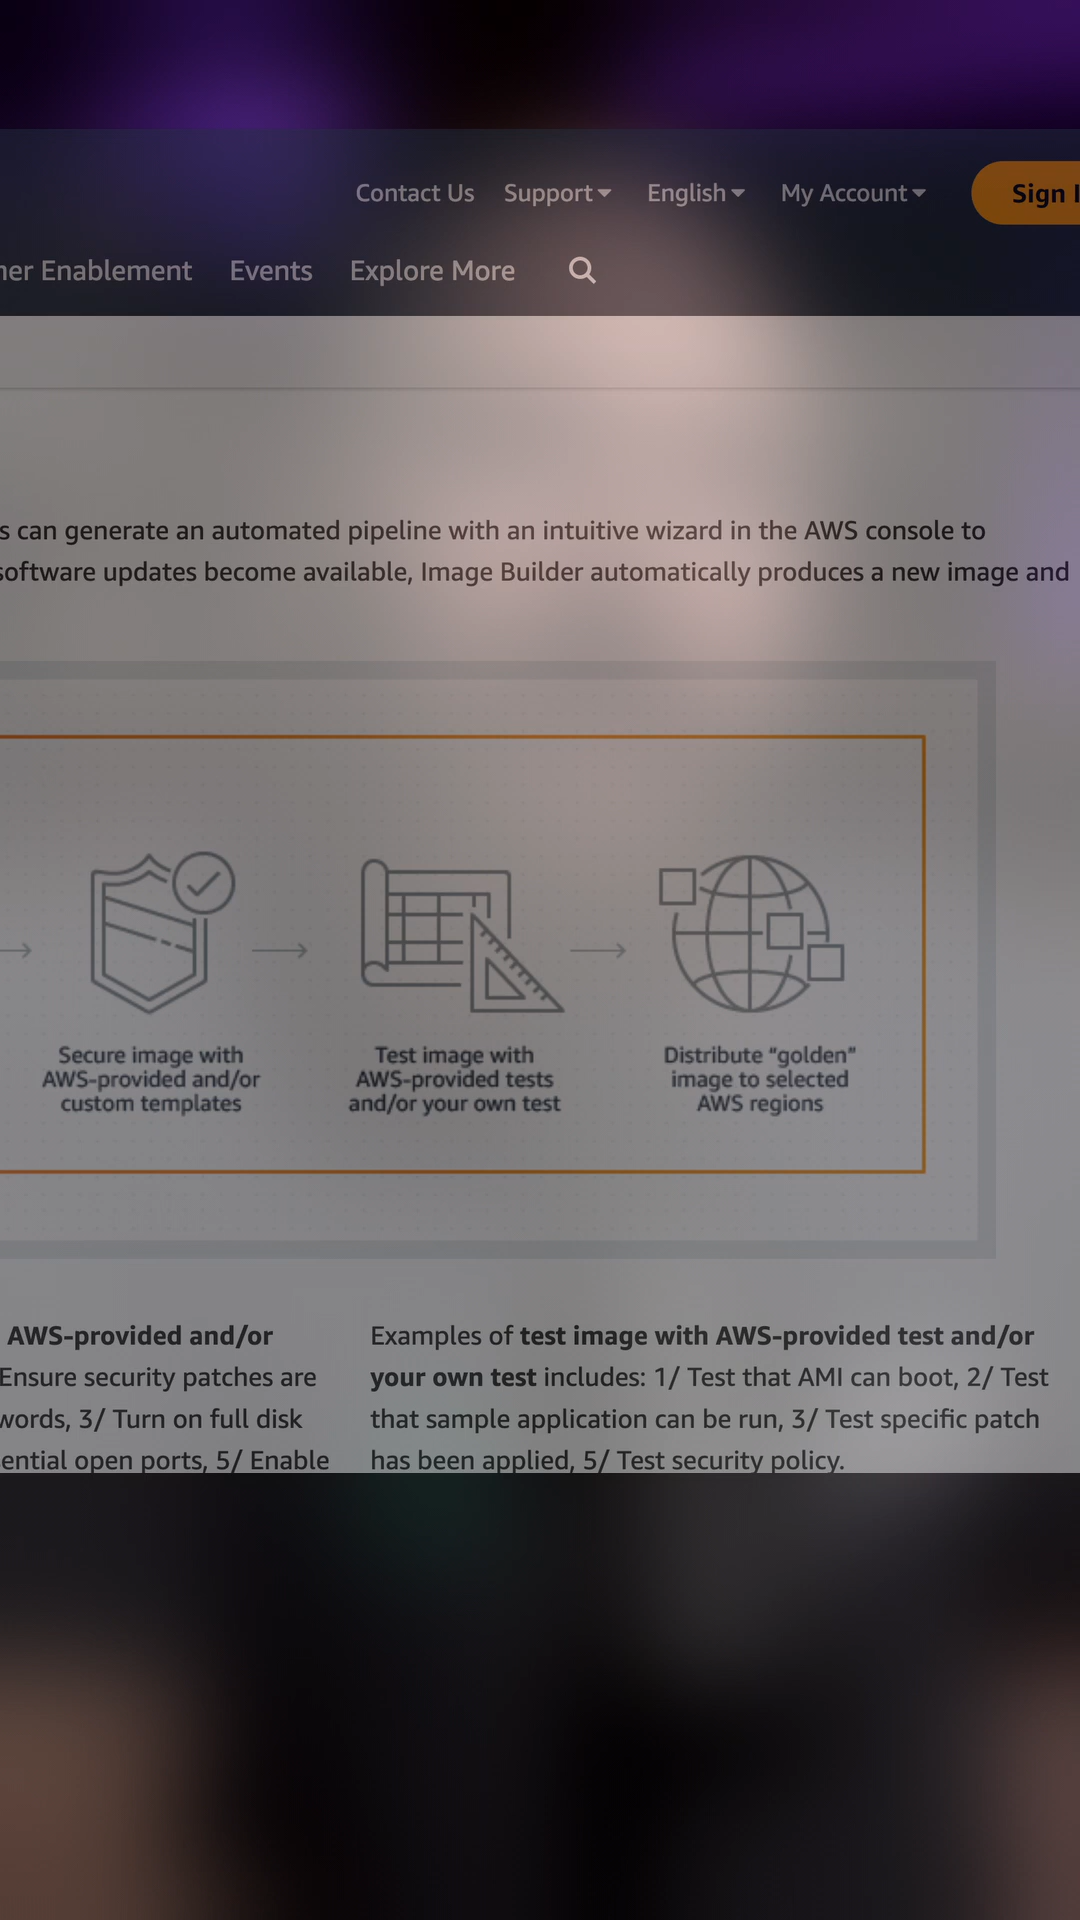 Contact Us Support English My Account Sign I
ner Enablement Events Explore More
s can generate an automated pipeline with an intuitive wizard in the AWS console to
software updates become available, Image Builder automatically produces a new image and
Secure image with
AWS-provided and/or
custom templates
Test image with
AWS-provided tests
and/or your own test
Distribute "golden"
image to selected
AWS regions
AWS-provided and/or
Ensure security patches are
words, 3/ Turn on full disk
ential open ports, 5/ Enable
Examples of test image with AWS-provided test and/or
your own test includes: 1/ Test that AMI can boot, 2/ Test
that sample application can be run, 3/ Test specific patch
has been applied, 5/ Test security policy.